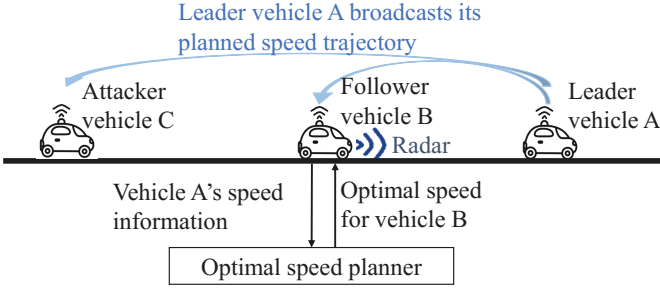 Leader vehicle A broadcasts its
planned speed trajectory
Attacker
vehicle C
Follower
vehicle B
Leader
vehicle A
Radar
Vehicle A's speed
information
Optimal speed
for vehicle B
Optimal speed planner